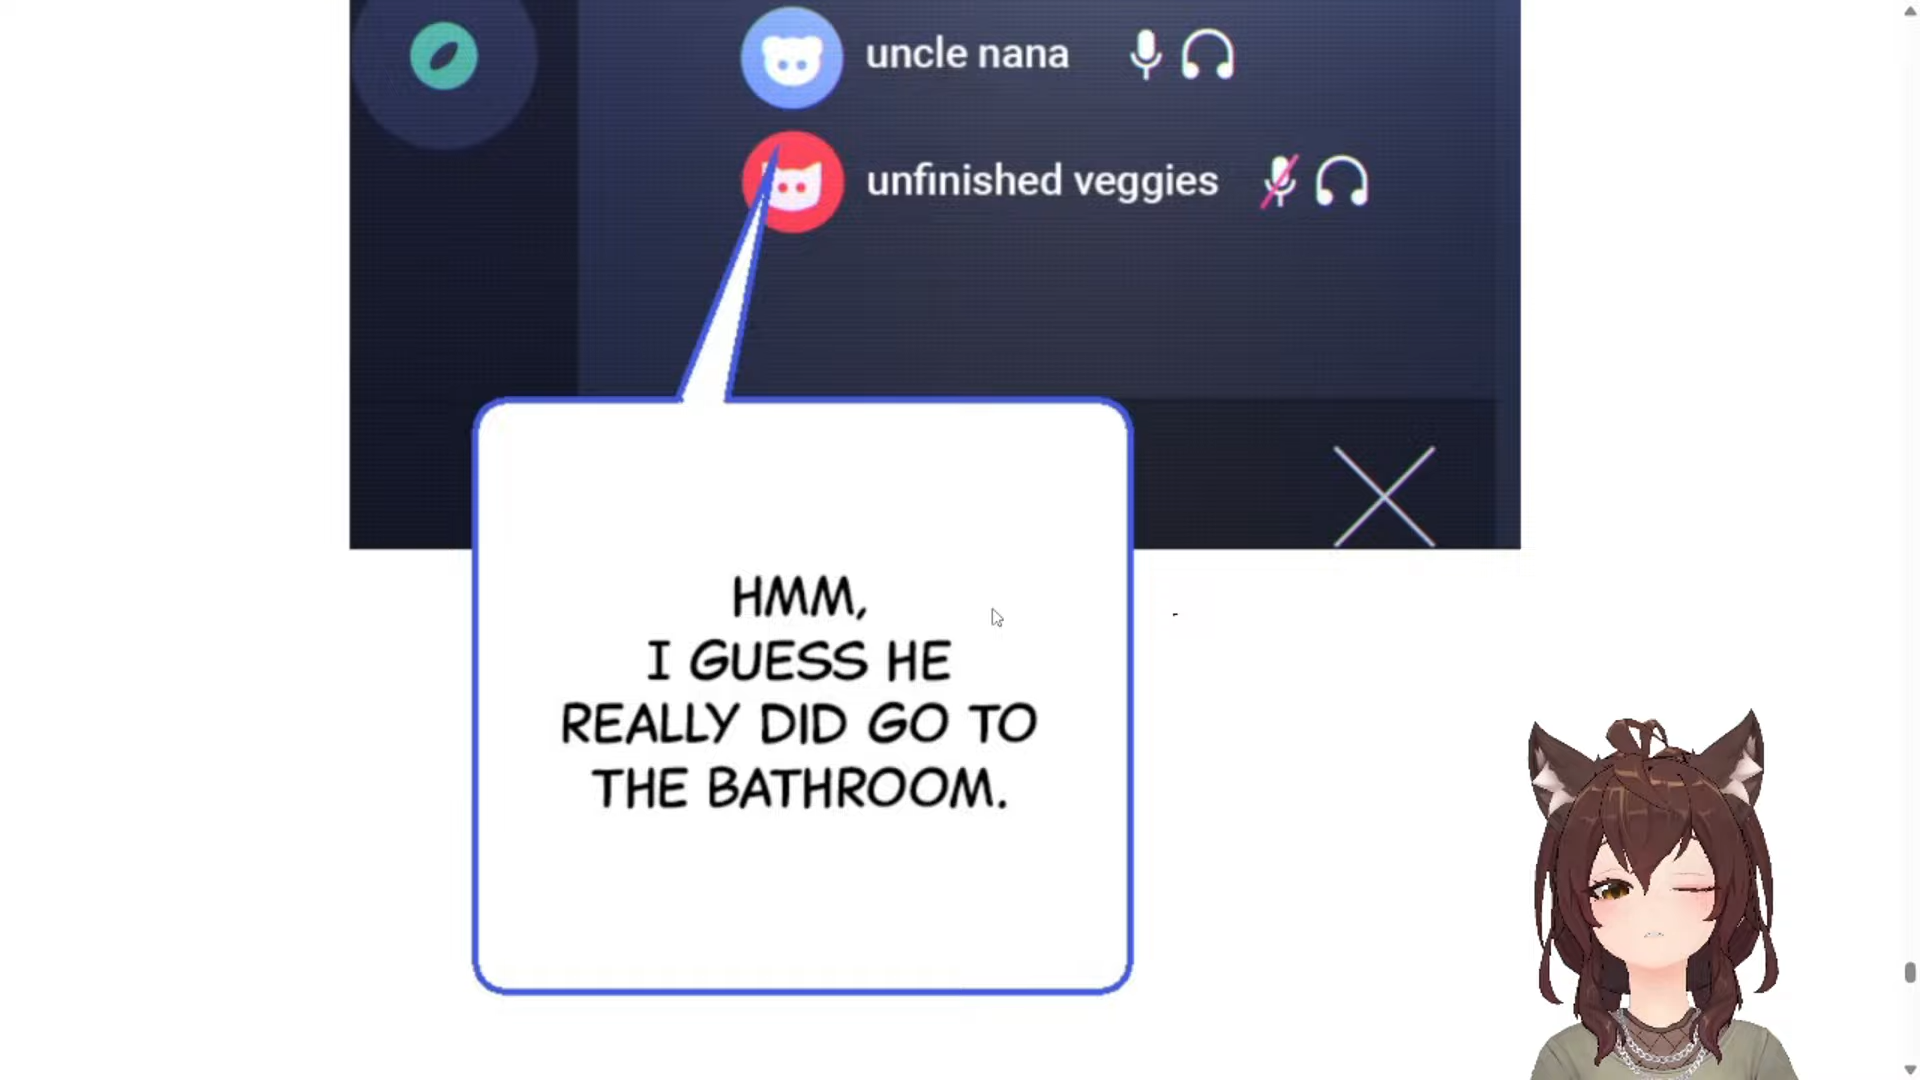 uncle nana
unfinished veggies
HMM,
I GUESS HE
REALLY DID GO TO
THE BATHROOM.